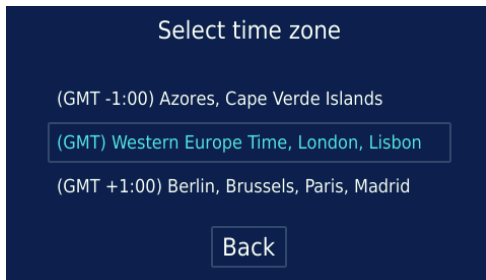 Select time zone
(GMT -1:00) Azores, Cape Verde Islands
(GMT) Western Europe Time, London, Lisbon
(GMT +1:00) Berlin, Brussels, Paris, Madrid
Back